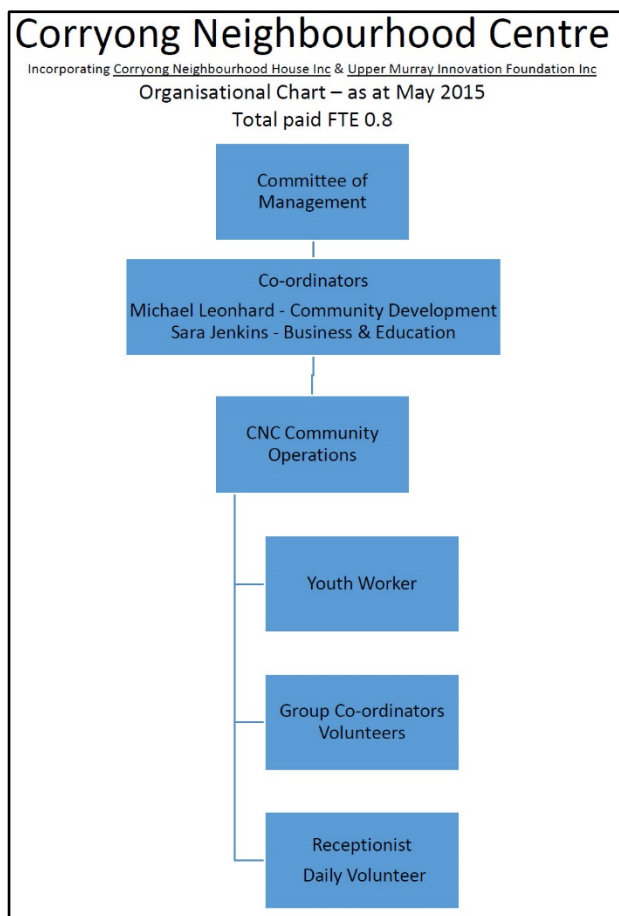 Corryong Neighbourhood Centre
Incorporating Corryong Neighbourhood House Inc & Upper Murray Innovation Foundation Inc
Organisational Chart – as at May 2015
Total paid FTE 0.8
Committee of
Management
Co-ordinators
Michael Leonhard - Community Development
Sara Jenkins - Business & Education
CNC Community
Operations
Youth Worker
Group Co-ordinators
Volunteers
Receptionist
Daily Volunteer